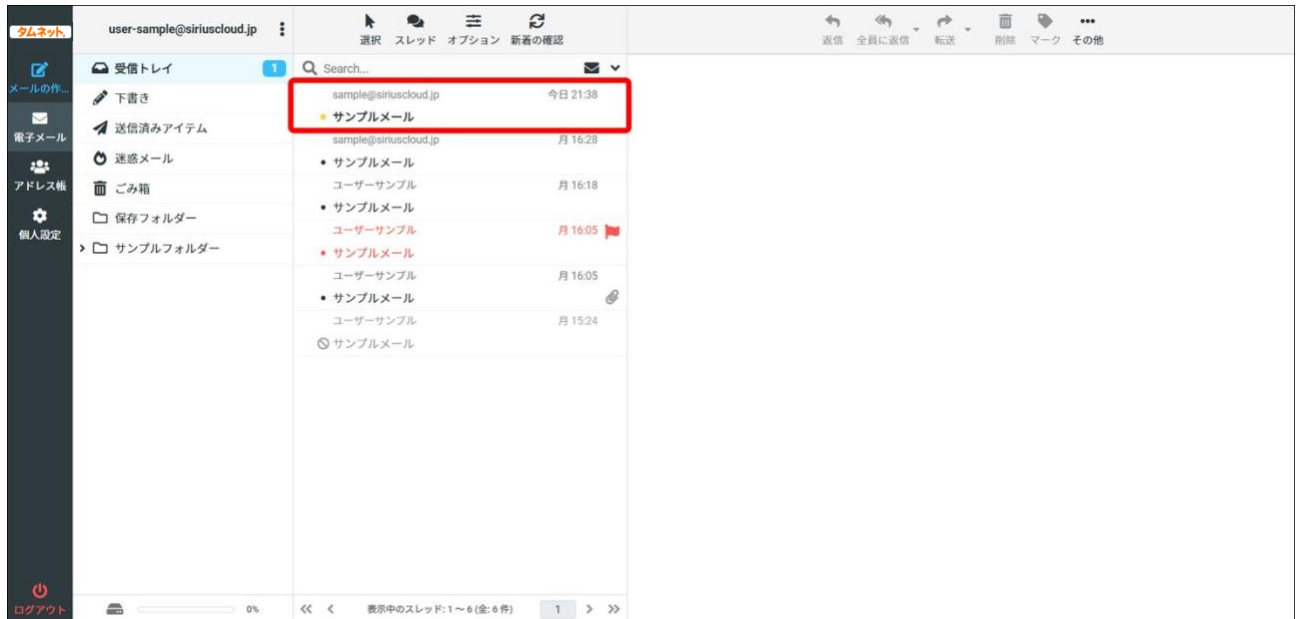 タムネット
メールの作...
電子メール
アドレス帳
個人設定
ログアウト
user-sample@siriuscloud.jp
受信トレイ 1
下書き
送信済みアイテム
迷惑メール
ごみ箱
保存フォルダー
サンプルフォルダー
0%
選択 スレッド オプション 新着の確認
Search...
sample@siriuscloud.jp 今日 21:38
サンプルメール
sample@siriuscloud.jp 月 16:28
サンプルメール
ユーザーサンプル 月 16:18
サンプルメール
ユーザーサンプル 月 16:05
サンプルメール
ユーザーサンプル 月 16:05
サンプルメール
ユーザーサンプル 月 15:24
サンプルメール
表示中のスレッド: 1 ～ 6 (全: 6 件) 1
返信 全員に返信 転送 削除 マーク その他